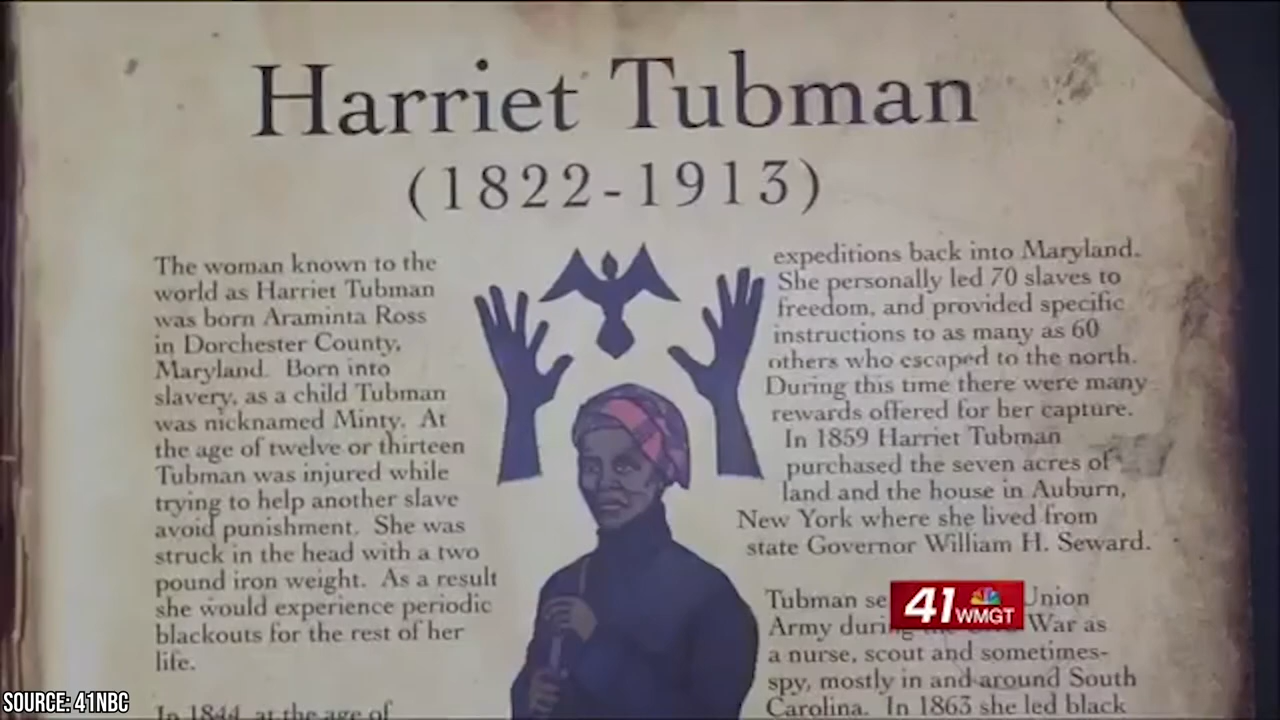 Harriet Tubman
(1822-1913)
The woman known to the
world as Harriet Tubman
was born Araminta Ross
in Dorchester County,
Maryland. Born into
slavery, as a child Tubman
was nicknamed Minty. At
the age of twelve or thirteen
Tubman was injured while
trying to help another slave
avoid punishment. She was
struck in the head with a two
pound iron weight. As a result
she would experience periodic
blackouts for the rest of her
life.
In 1844, at the age of
expeditions back into Maryland.
She personally led 70 slaves to
freedom, and provided specific
instructions to as many as 60
others who escaped to the north.
During this time there were many
rewards offered for her capture.
In 1859 Harriet Tubman
purchased the seven acres of
land and the house in Auburn,
New York where she lived from
state Governor William H. Seward.
Tubman Union
Army War as
a nurse, scout and sometimes-
spy, mostly in and around South
Carolina. In 1863 she led black
41 WMGT
SOURCE: 41NBC